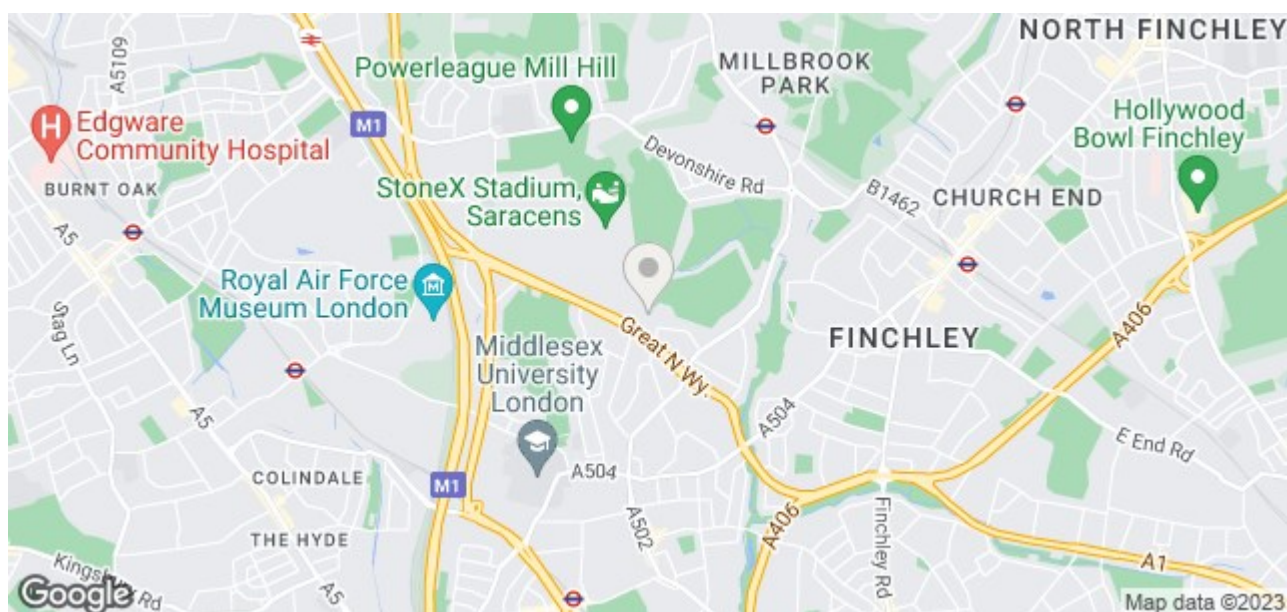 NORTH FINCHLEY
A5109
Powerleague Mill Hill
MILLBROOK
PARK
M1
Edgware
Community Hospital
H
Hollywood
Bowl Finchley
Devonshire Rd
BURNT OAK
StoneX Stadium,
Saracens
B1462
CHURCH END
A5
Royal Air Force
Museum London
M
Stag Ln
Great N Wy.
FINCHLEY
A406
Middlesex
University
London
A5
A504
E End Rd
COLINDALE
M1
A504
THE HYDE
A502
A406
Finchley Rd
A1
A5
Kingsbury Rd
Google
Map data ©2023